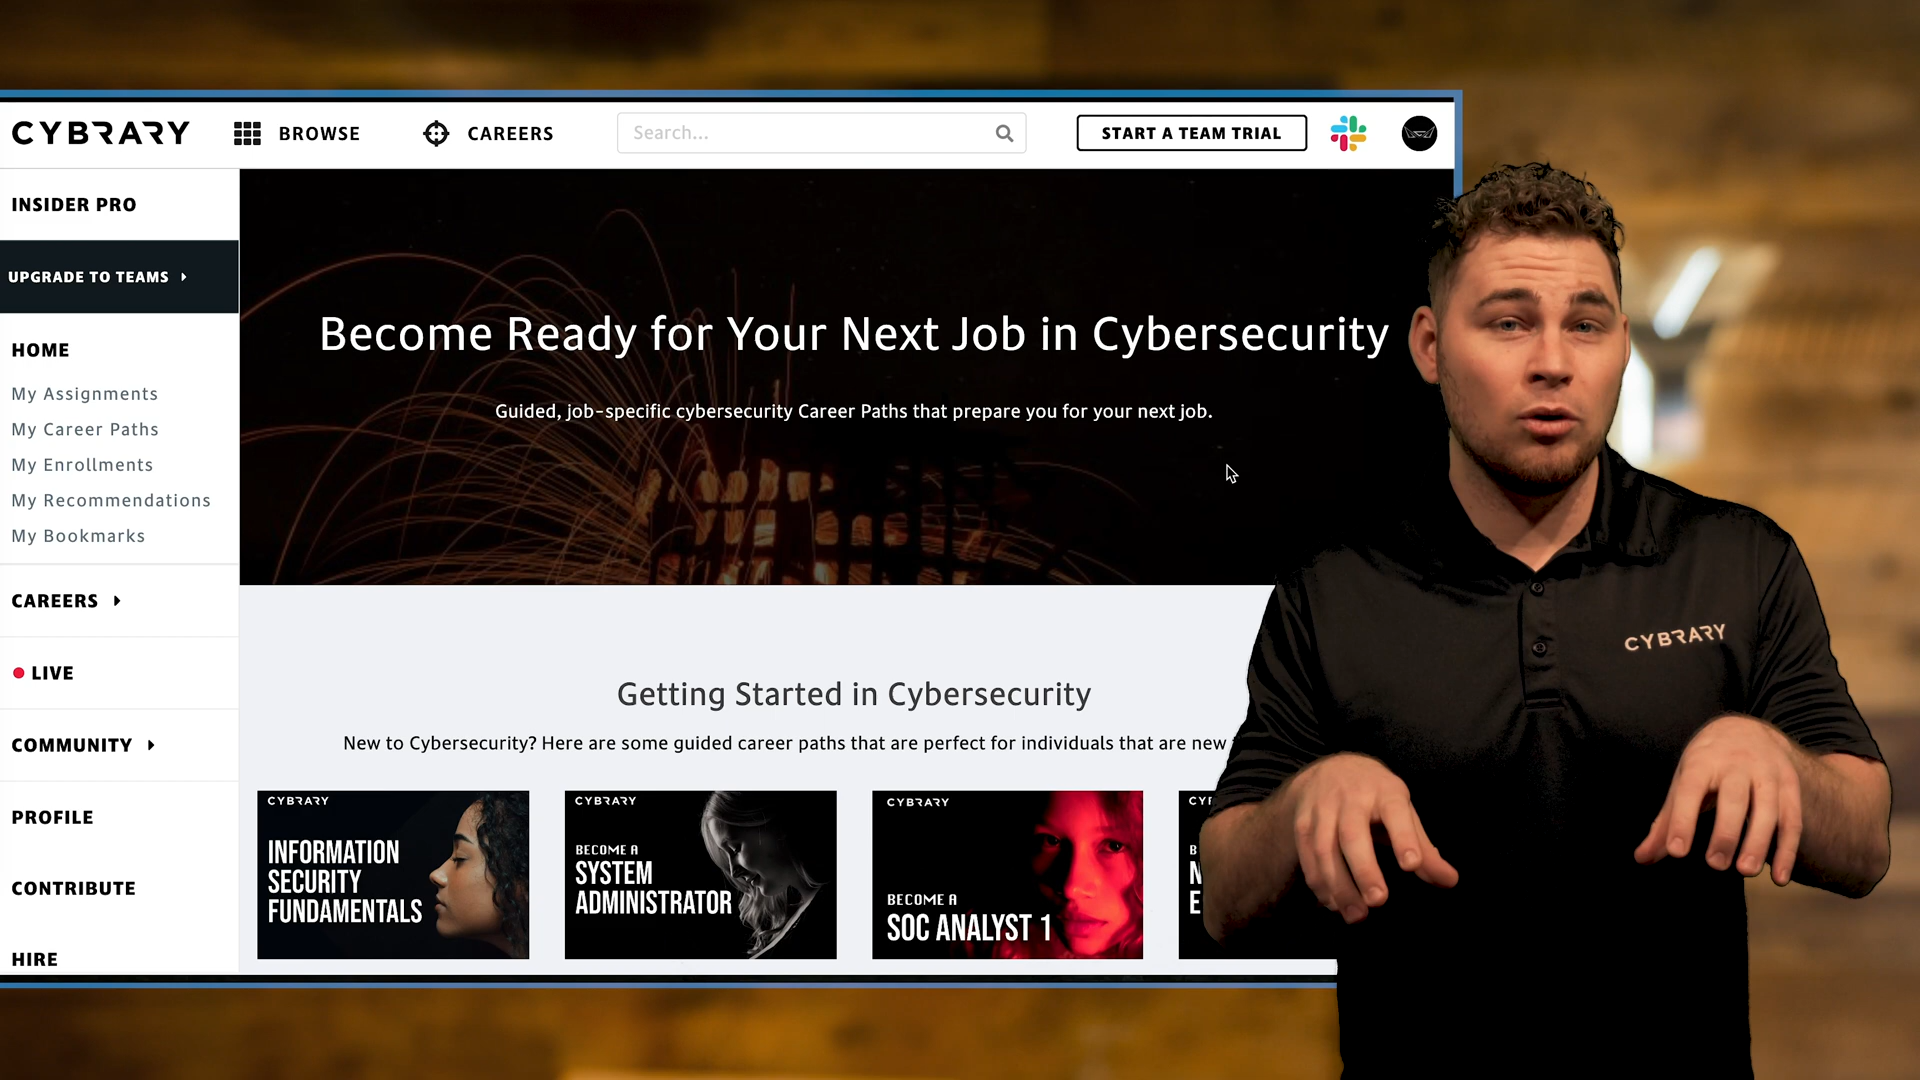 CYBRARY
BROWSE
CAREERS
Search...
START A TEAM TRIAL
INSIDER PRO
UPGRADE TO TEAMS
HOME
My Assignments
My Career Paths
My Enrollments
My Recommendations
My Bookmarks
CAREERS
LIVE
COMMUNITY
PROFILE
CONTRIBUTE
HIRE
Become Ready for Your Next Job in Cybersecurity
Guided, job-specific cybersecurity Career Paths that prepare you for your next job.
Getting Started in Cybersecurity
New to Cybersecurity? Here are some guided career paths that are perfect for individuals that are new
CYBRARY
INFORMATION
SECURITY
FUNDAMENTALS
CYBRARY
BECOME A
SYSTEM
ADMINISTRATOR
CYBRARY
BECOME A
SOC ANALYST 1
CYBRARY